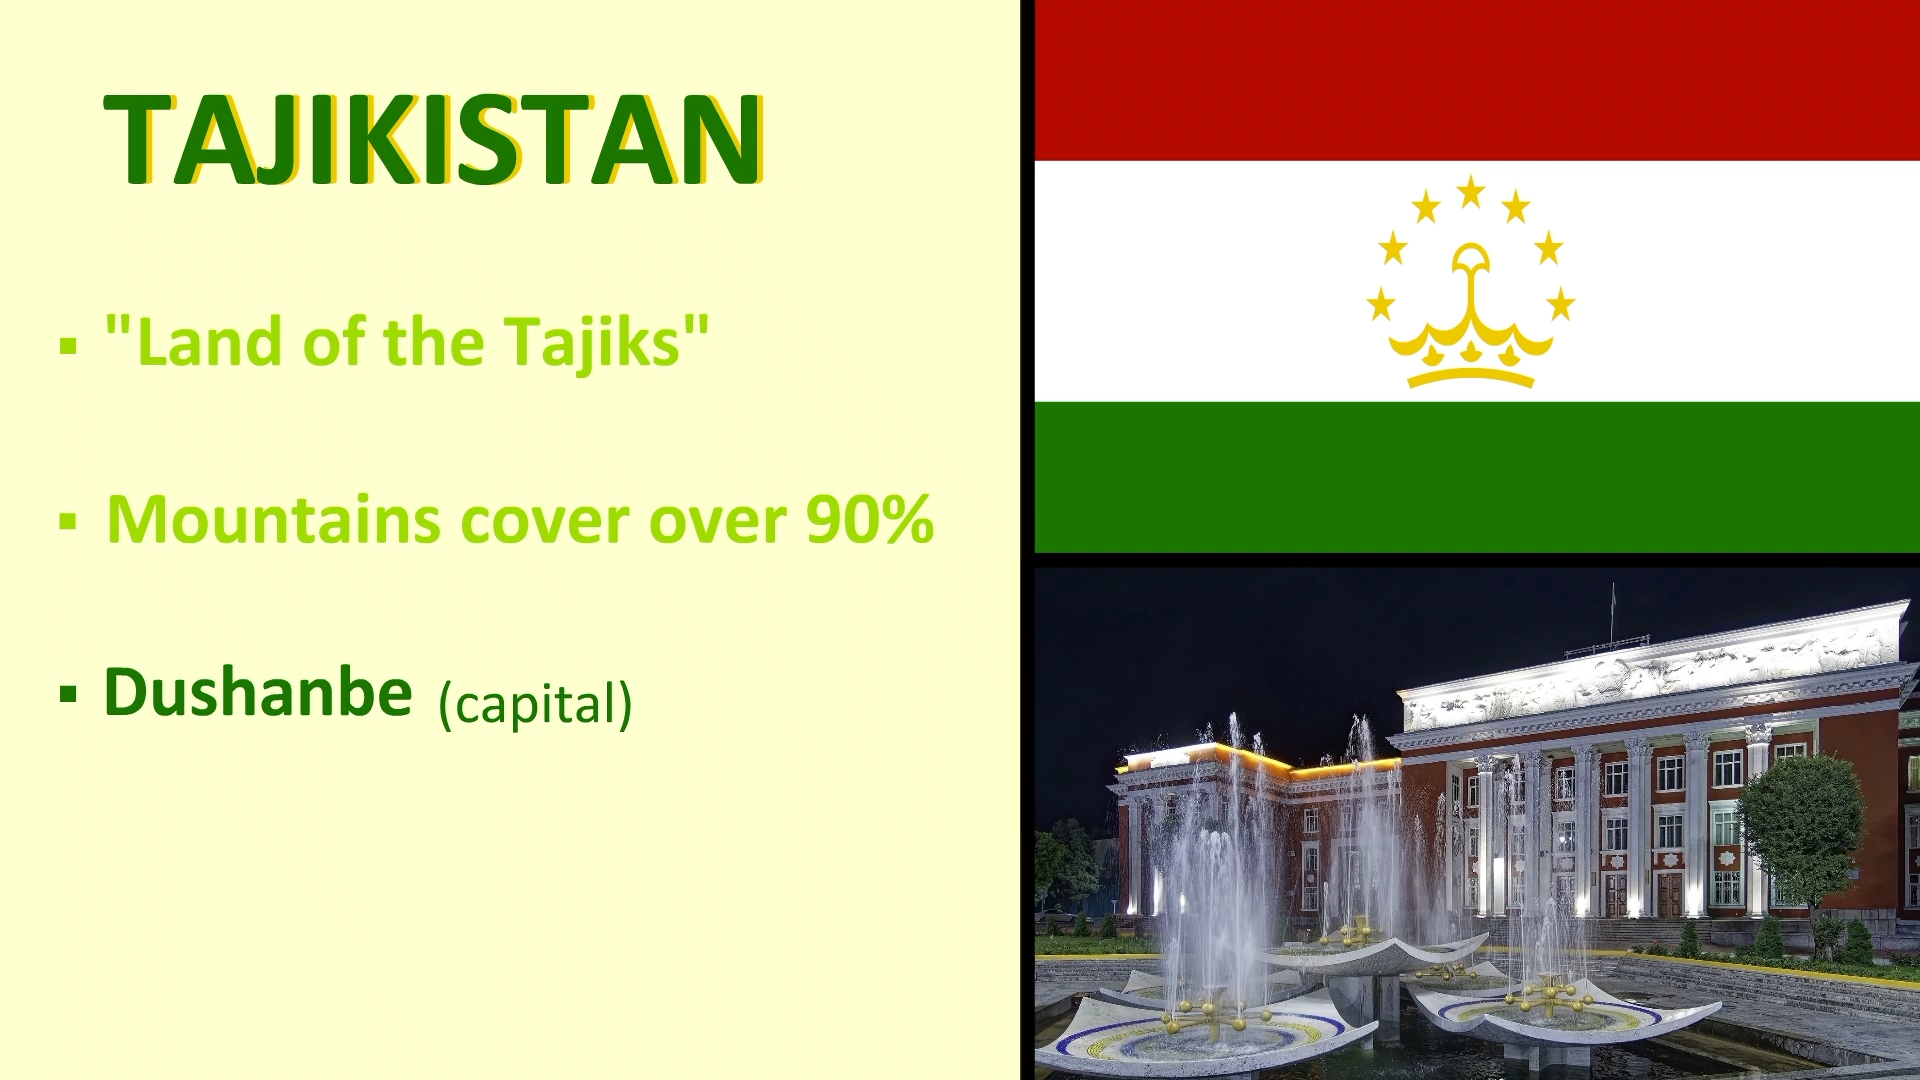 TAJIKISTAN
▪ "Land of the Tajiks"
▪ Mountains cover over 90%
▪ Dushanbe (capital)